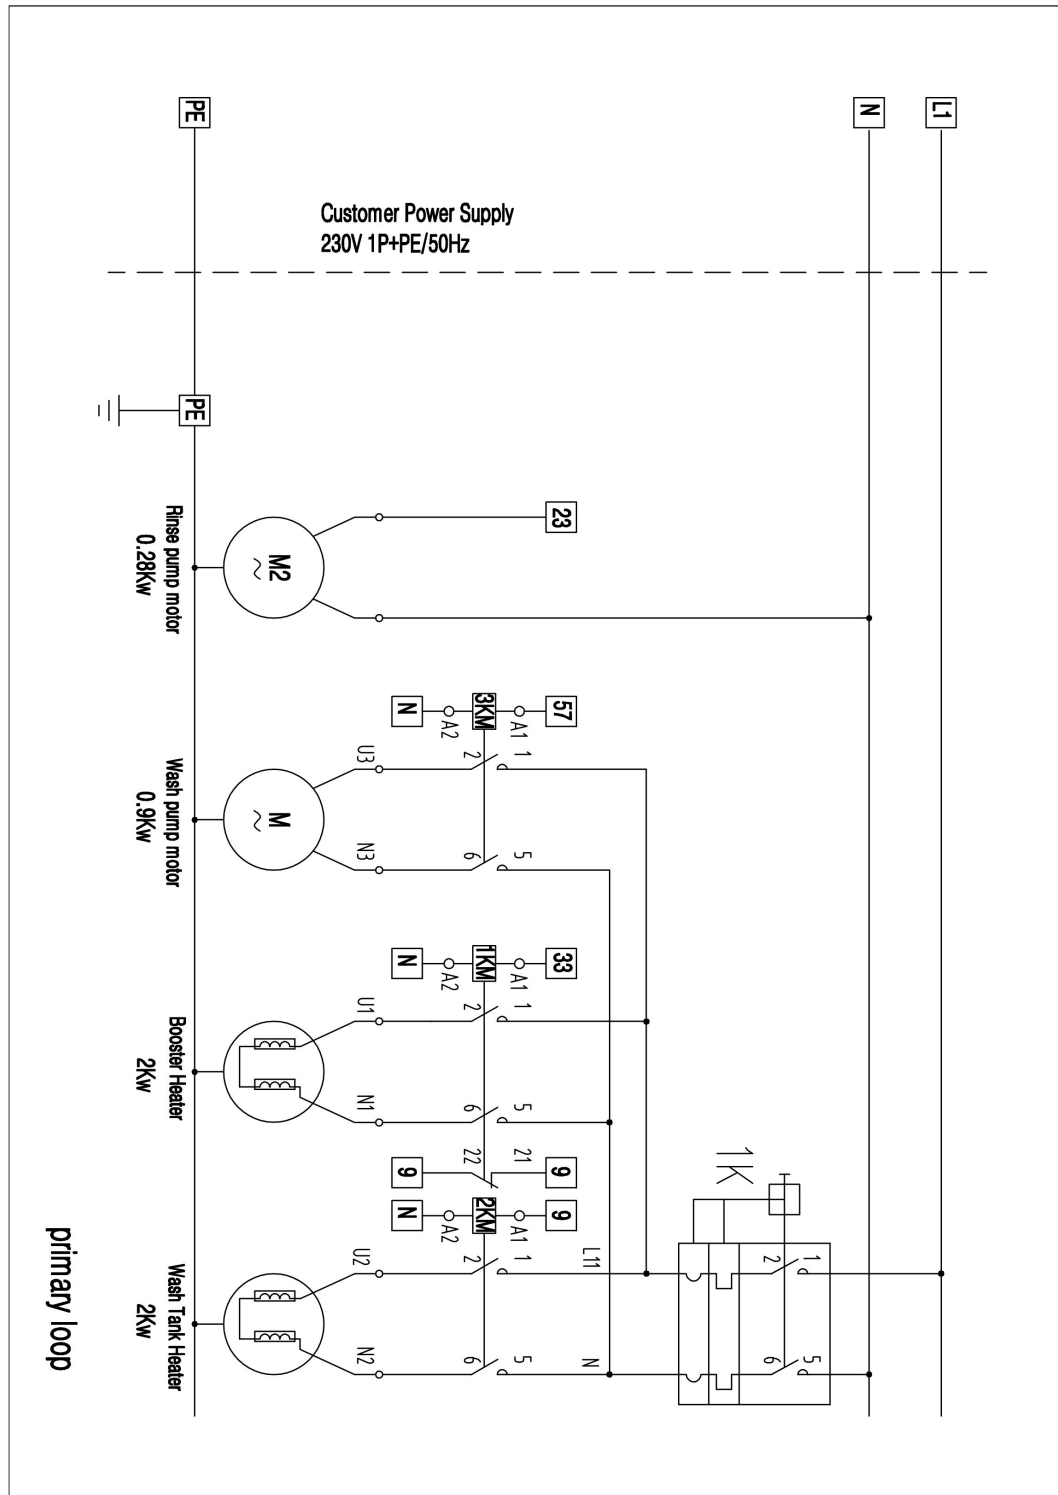 PE
N
L1
Customer Power Supply
230V 1P+PE/50Hz
PE
23
M2
Rinse pump motor
0.28Kw
57
A1
3KM
A2
N
1
2
U3
5
6
N3
M
Wash pump motor
0.9Kw
33
A1
1KM
A2
N
1
2
U1
5
6
N1
Booster Heater
2Kw
21
22
9
9
1K
9
A1
2KM
A2
N
L11
1
2
U2
1
2
N
5
6
N2
5
6
Wash Tank Heater
2Kw
primary loop